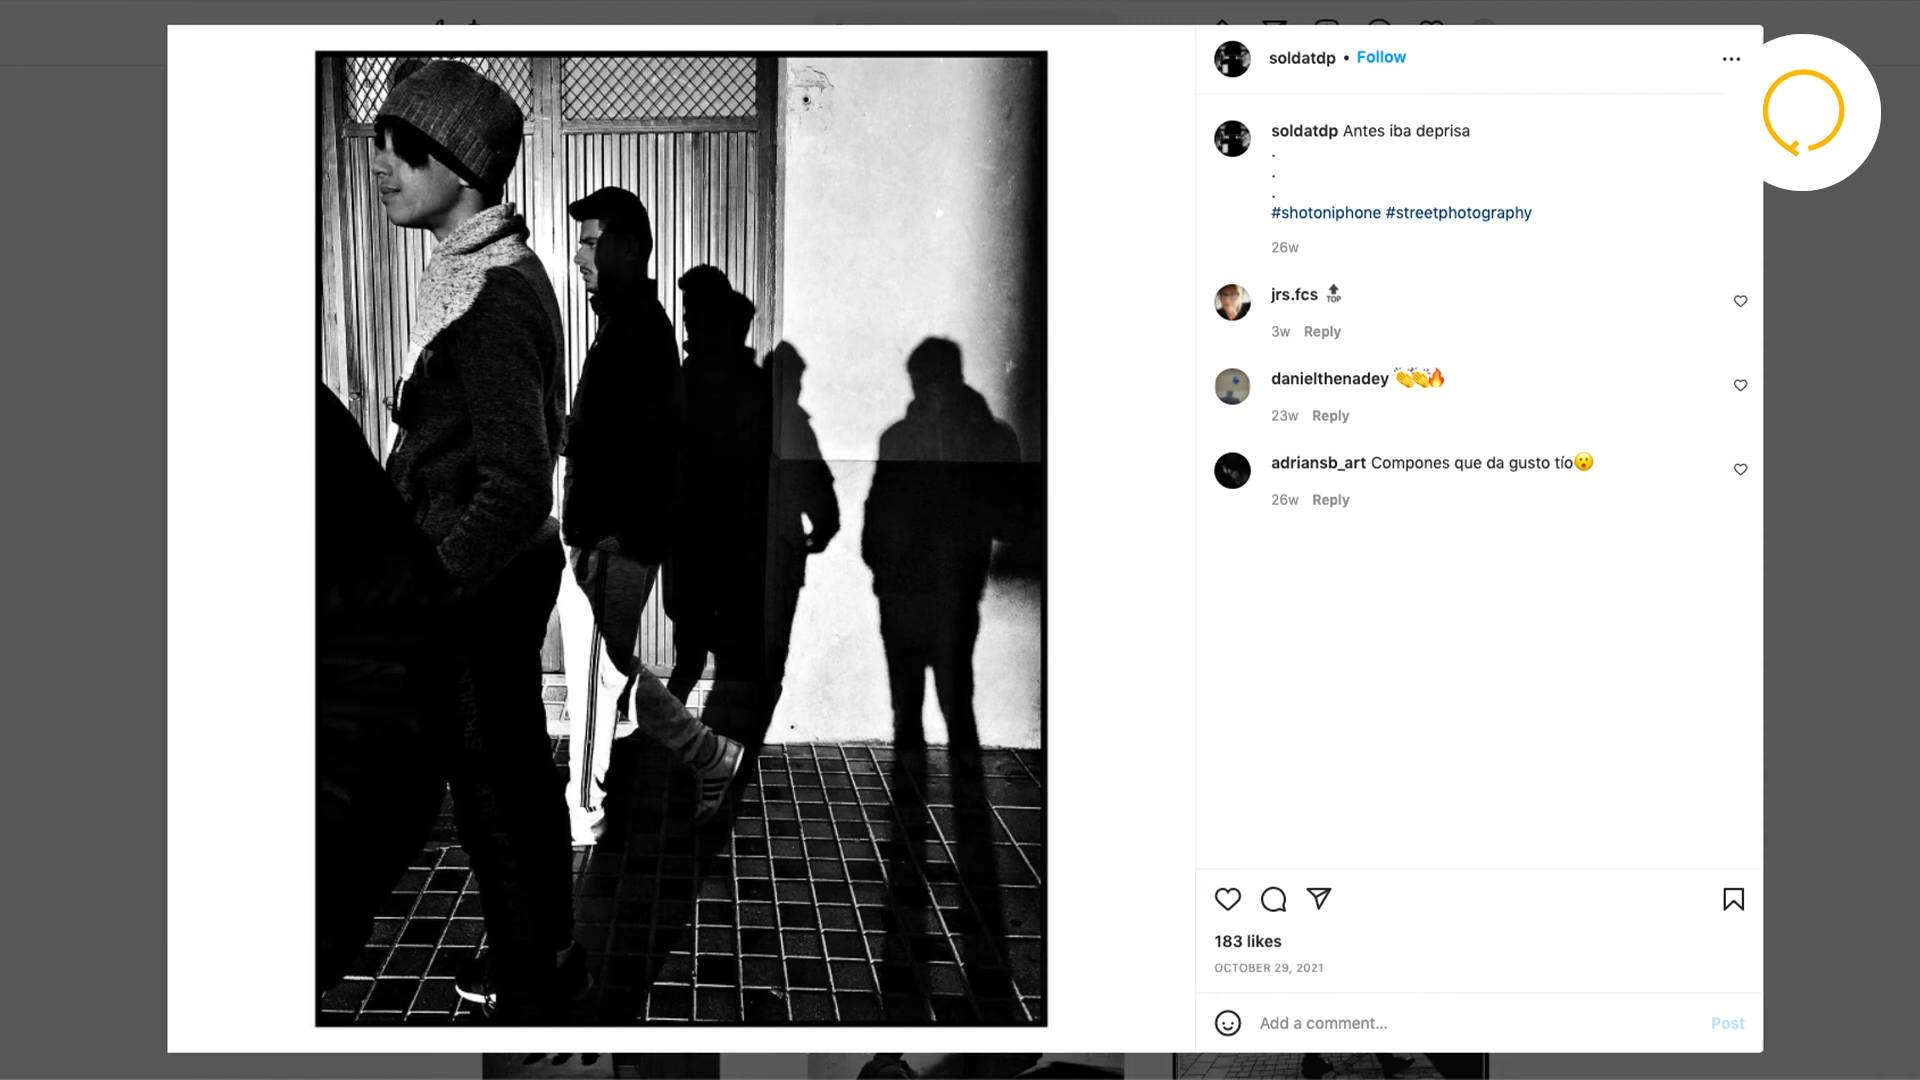 soldatdp • Follow
soldatdp Antes iba deprisa
.
.
.
#shotoniphone #streetphotography
26w
jrs.fcs 🔝
3w Reply
danielthenadey 👏👏🔥
23w Reply
adriansb_art Compones que da gusto tío😮
26w Reply
183 likes
OCTOBER 29, 2021
Add a comment... Post